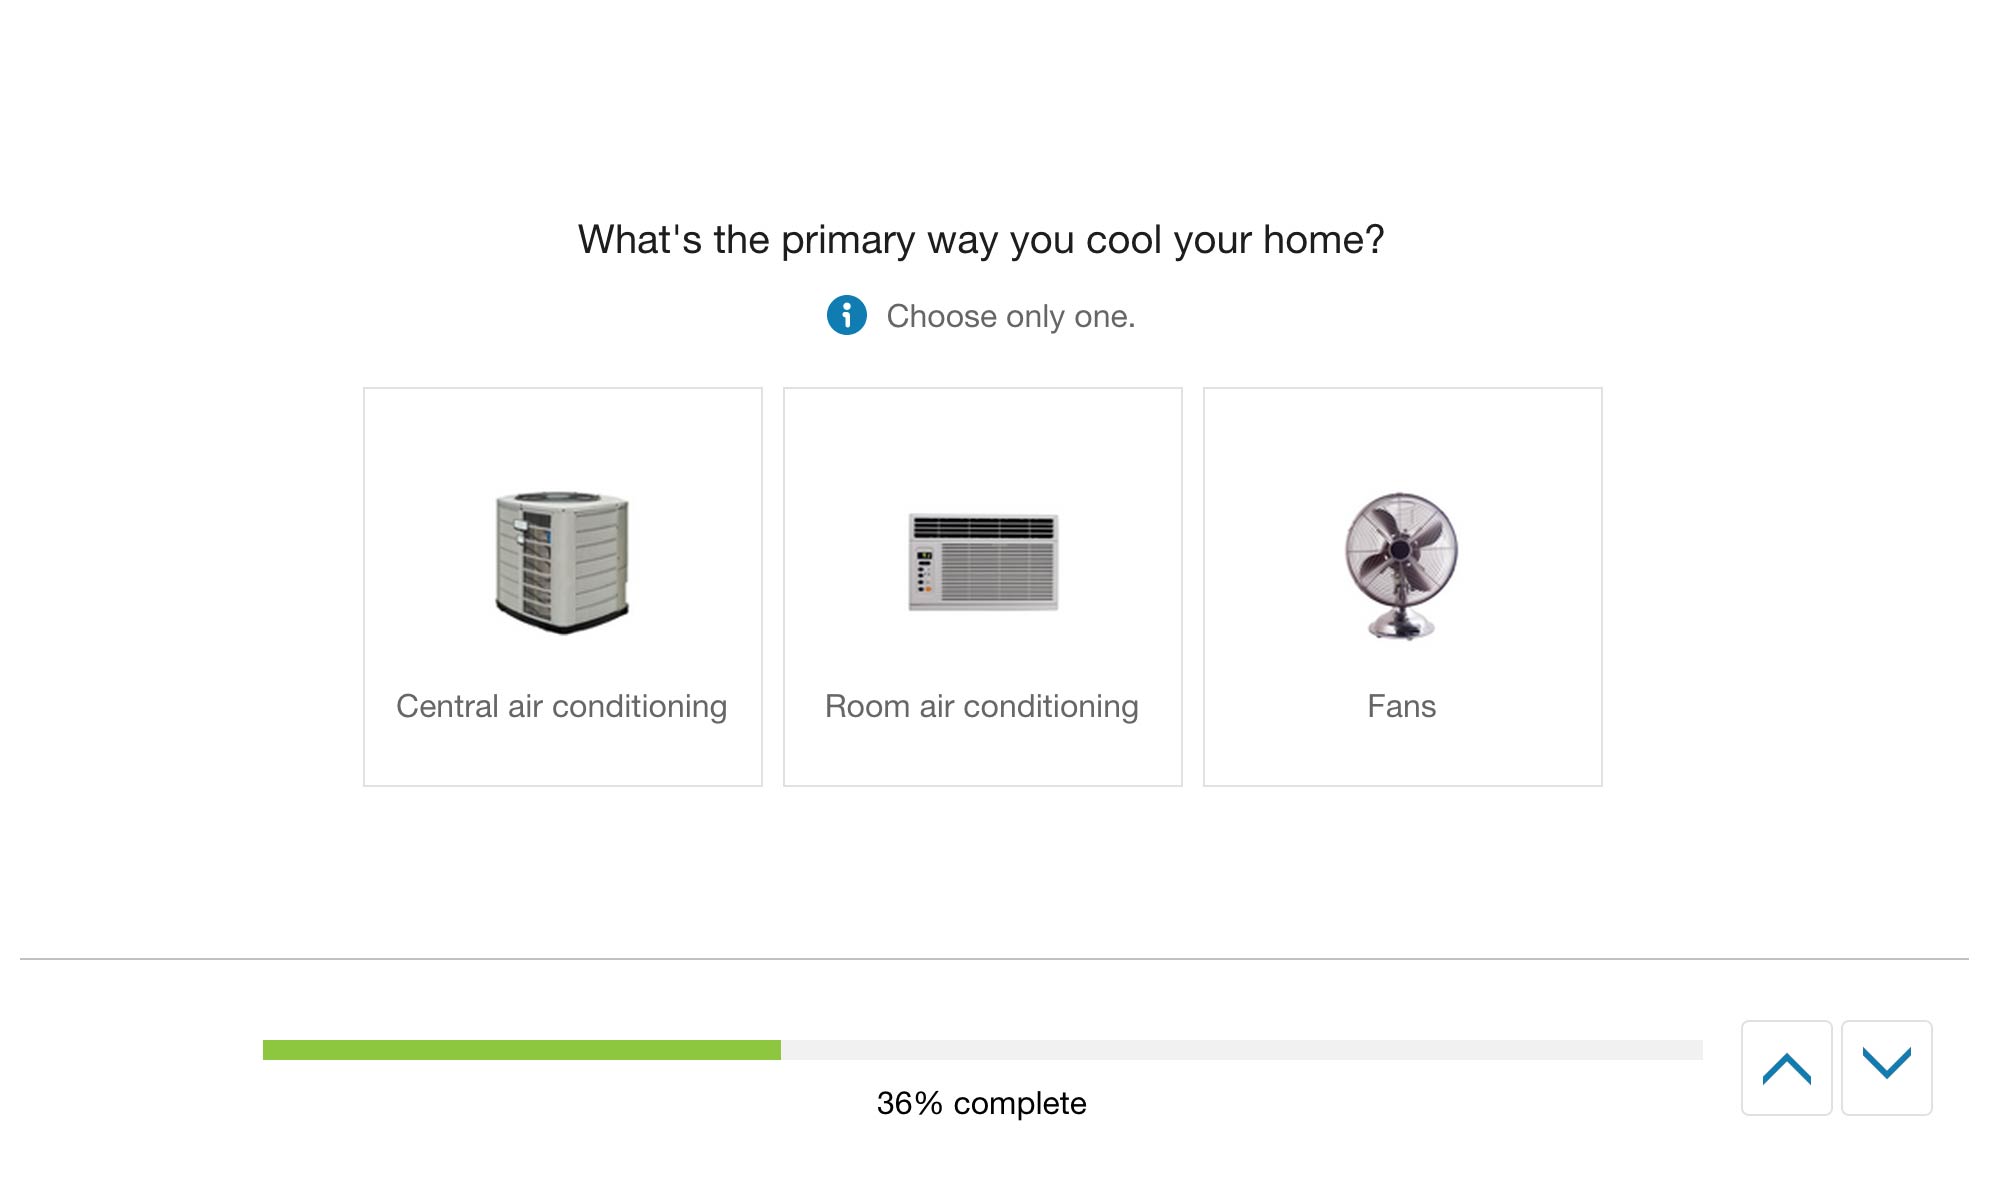 What's the primary way you cool your home?
Choose only one.
Central air conditioning
Room air conditioning
Fans
36% complete